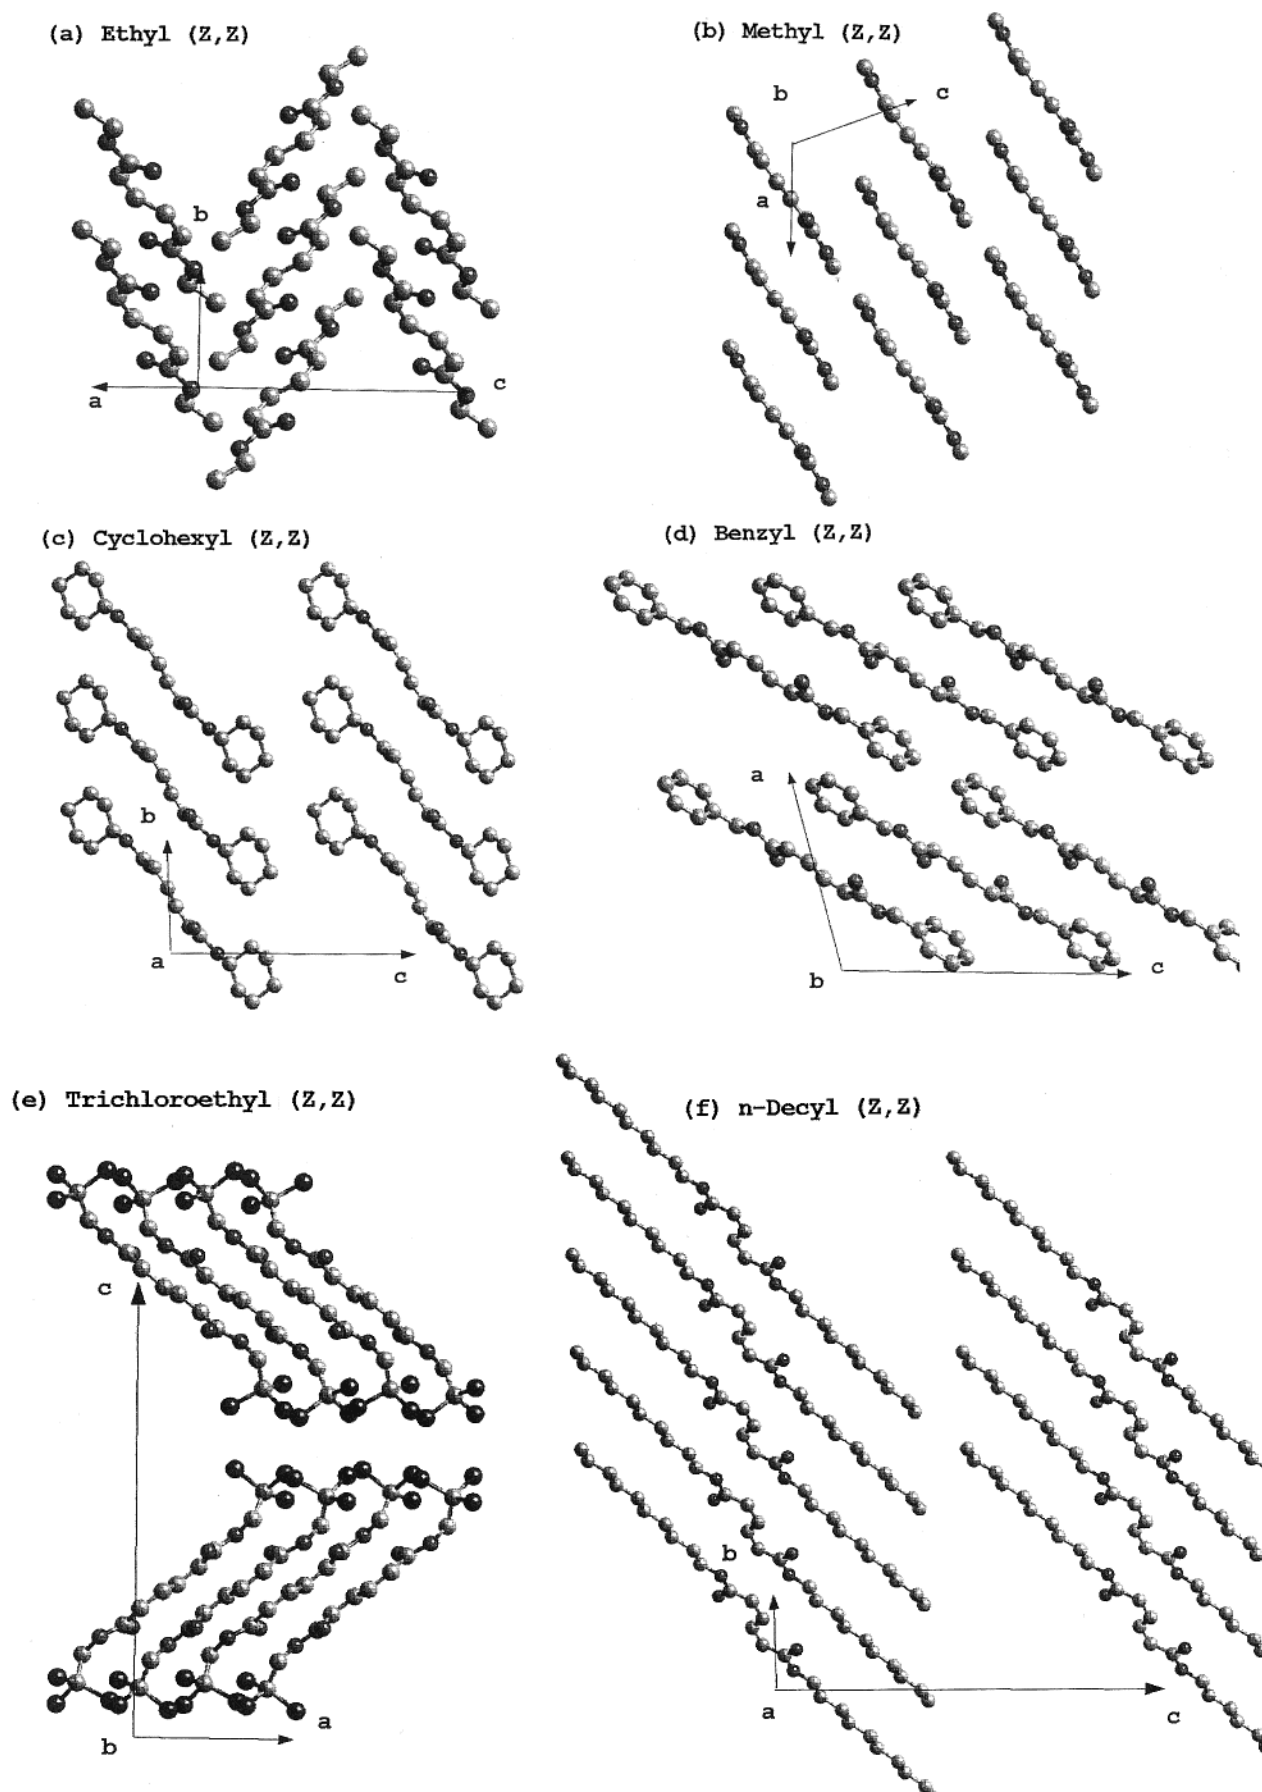 (a) Ethyl (Z,Z)
b
a
c
(b) Methyl (Z,Z)
b
c
a
(c) Cyclohexyl (Z,Z)
b
a
c
(d) Benzyl (Z,Z)
a
b
c
(e) Trichloroethyl (Z,Z)
c
b
a
(f) n-Decyl (Z,Z)
b
a
c